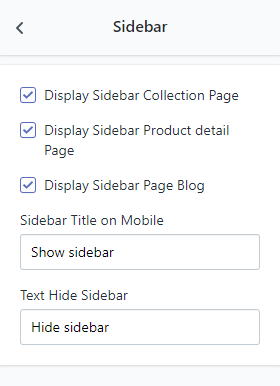 Sidebar
Display Sidebar Collection Page
Display Sidebar Product detail
Page
Display Sidebar Page Blog
Sidebar Title on Mobile
Show sidebar
Text Hide Sidebar
Hide sidebar